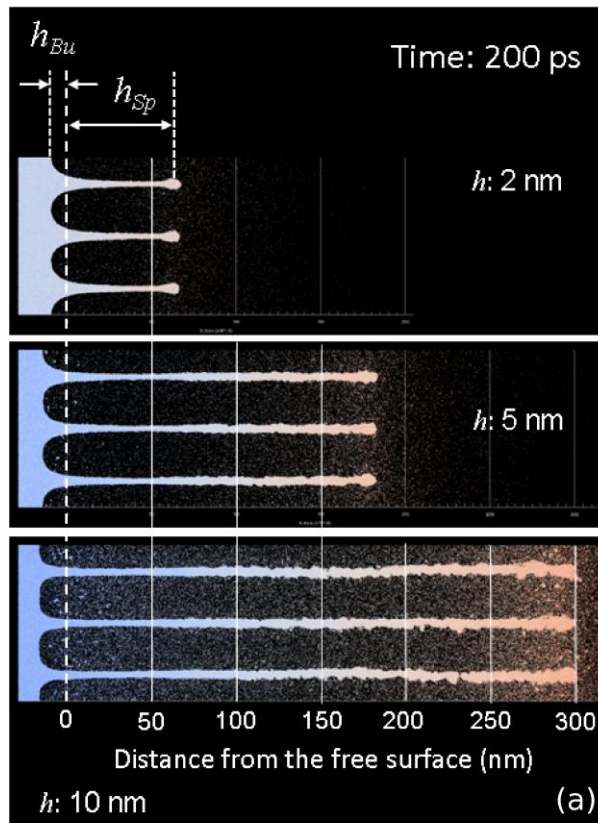 h_Bu
h_Sp
Time: 200 ps
h: 2 nm
h: 5 nm
0 50 100 150 200 250 300
Distance from the free surface (nm)
h: 10 nm
(a)